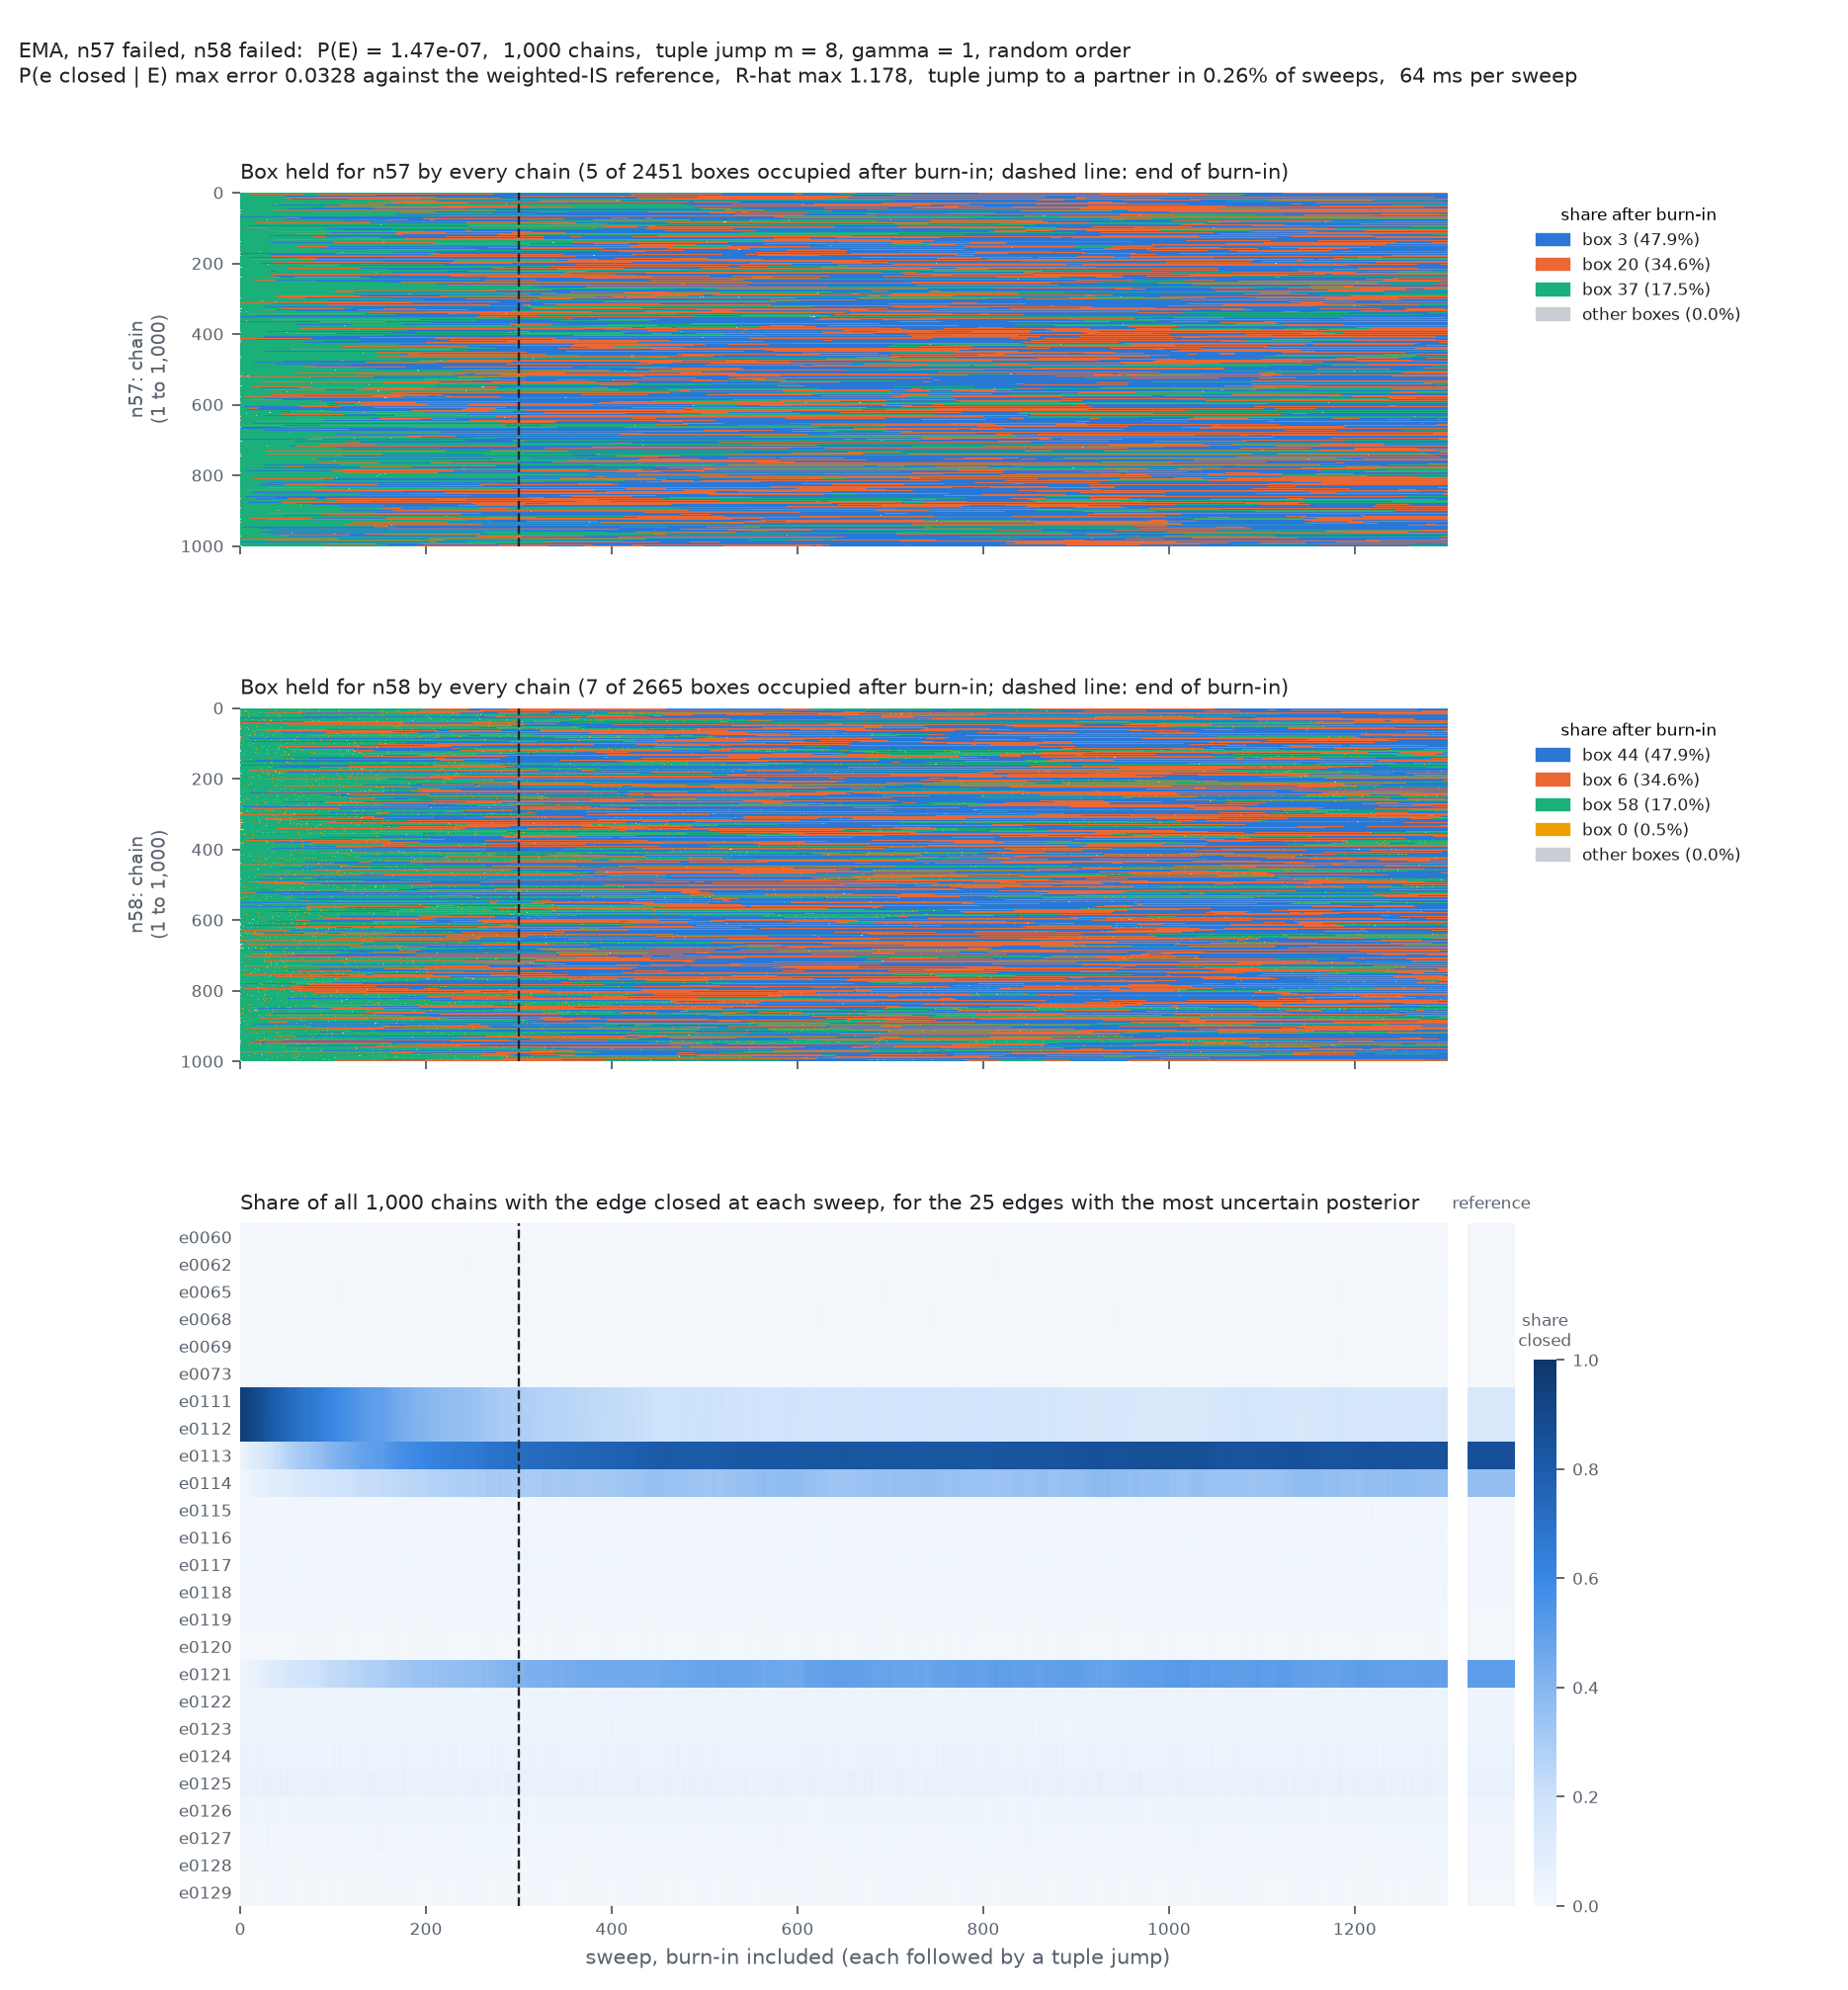 EMA, n57 failed, n58 failed:  P(E) = 1.47e-07,  1,000 chains,  tuple jump m = 8, gamma = 1, random order
P(e closed | E) max error 0.0328 against the weighted-IS reference,  R-hat max 1.178,  tuple jump to a partner in 0.26% of sweeps,  64 ms per sweep
Box held for n57 by every chain (5 of 2451 boxes occupied after burn-in; dashed line: end of burn-in)
n57: chain
(1 to 1,000)
0
200
400
600
800
1000
share after burn-in
box 3 (47.9%)
box 20 (34.6%)
box 37 (17.5%)
other boxes (0.0%)
Box held for n58 by every chain (7 of 2665 boxes occupied after burn-in; dashed line: end of burn-in)
n58: chain
(1 to 1,000)
0
200
400
600
800
1000
share after burn-in
box 44 (47.9%)
box 6 (34.6%)
box 58 (17.0%)
box 0 (0.5%)
other boxes (0.0%)
Share of all 1,000 chains with the edge closed at each sweep, for the 25 edges with the most uncertain posterior
reference
e0060
e0062
e0065
e0068
e0069
e0073
e0111
e0112
e0113
e0114
e0115
e0116
e0117
e0118
e0119
e0120
e0121
e0122
e0123
e0124
e0125
e0126
e0127
e0128
e0129
0 200 400 600 800 1000 1200
sweep, burn-in included (each followed by a tuple jump)
share
closed
1.0
0.8
0.6
0.4
0.2
0.0